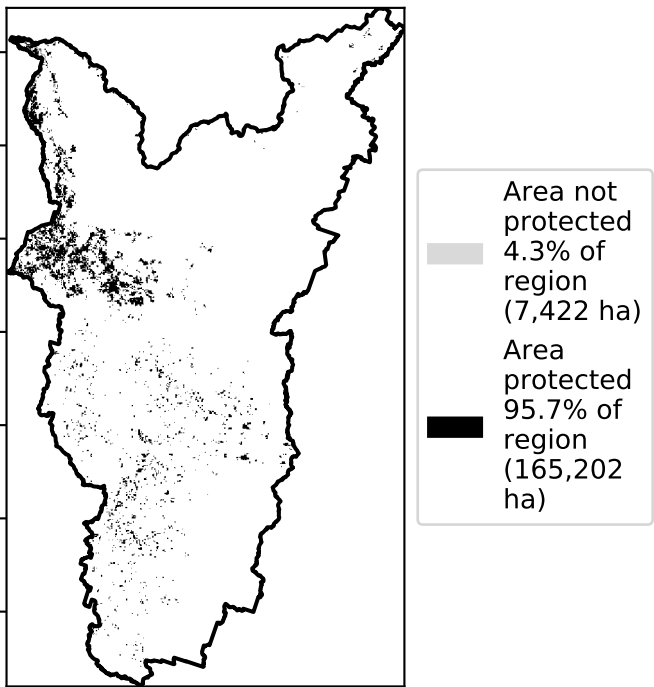 Area not
protected
4.3% of
region
(7,422 ha)
Area
protected
95.7% of
region
(165,202
ha)